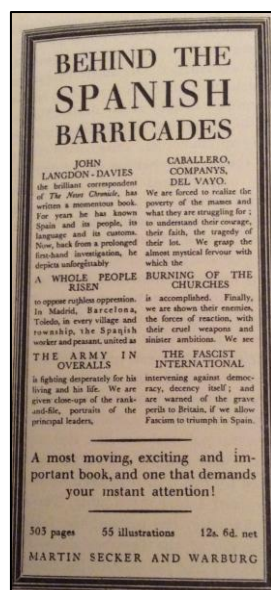 BEHIND THE
SPANISH
BARRICADES
JOHN
LANGDON-DAVIES
the brilliant correspondent
of The News Chronicle, has
written a momentous book.
For years he has known
Spain and its people, its
language and its customs.
Now, back from a prolonged
first-hand investigation, he
depicts unforgettably
A WHOLE PEOPLE
RISEN
to oppose ruthless oppression.
In Madrid, Barcelona,
Toledo, in every village and
township, the Spanish
worker and peasant, united as
THE ARMY IN
OVERALLS
is fighting desperately for his
living and his life. We are
given close-ups of the rank-
and-file, portraits of the
principal leaders,
CABALLERO,
COMPANYS,
DEL VAYO.
We are forced to realize the
poverty of the masses and
what they are struggling for ;
to understand their courage,
their faith, the tragedy of
their lot. We grasp the
almost mystical fervour with
which the
BURNING OF THE
CHURCHES
is accomplished. Finally,
we are shown their enemies,
the forces of reaction, with
their cruel weapons and
sinister ambitions. We see
THE FASCIST
INTERNATIONAL
intervening against democ-
racy, decency itself ; and
are warned of the grave
perils to Britain, if we allow
Fascism to triumph in Spain.
A most moving, exciting and im-
portant book, and one that demands
your instant attention!
303 pages 55 illustrations 12s. 6d. net
MARTIN SECKER AND WARBURG